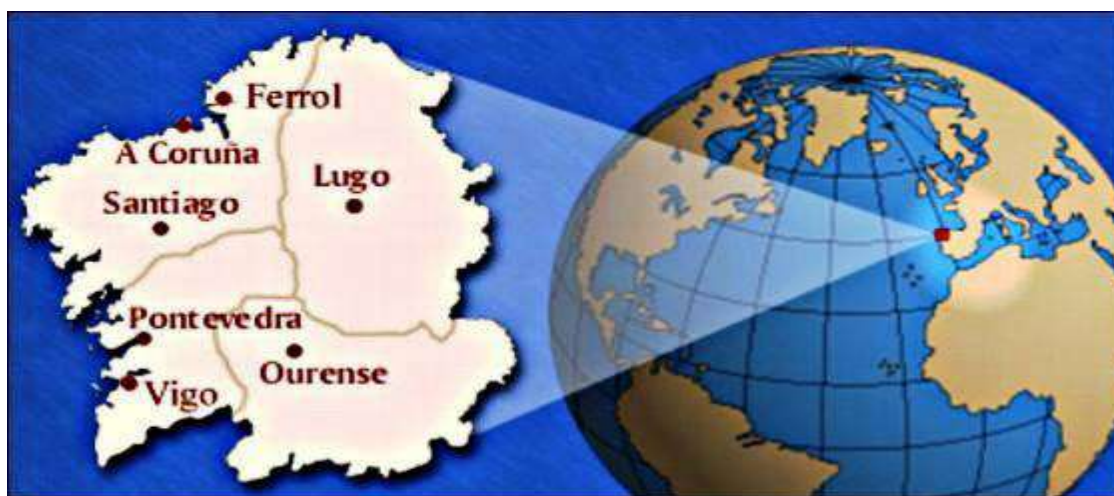 Ferrol
A Coruña
Lugo
Santiago
Pontevedra
Ourense
Vigo